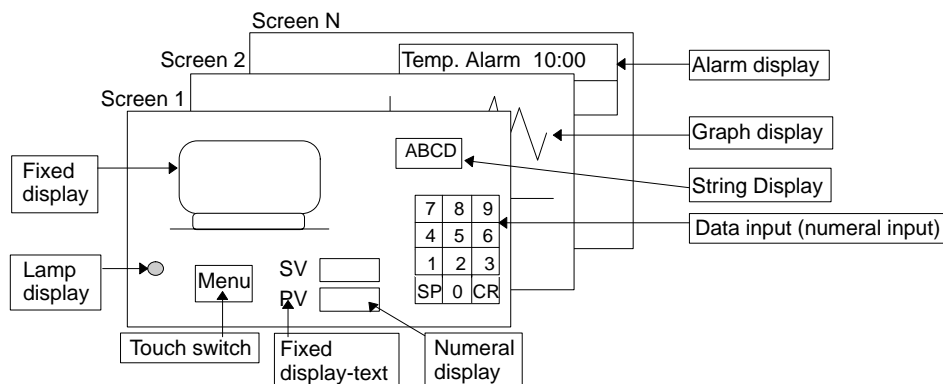 Screen N
Screen 2
Temp. Alarm 10:00
Alarm display
Screen 1
Graph display
ABCD
Fixed
display
String Display
7 8 9
Data input (numeral input)
4 5 6
Lamp
display
SV
1 2 3
Menu
PV
SP 0 CR
Touch switch
Fixed
display-text
Numeral
display